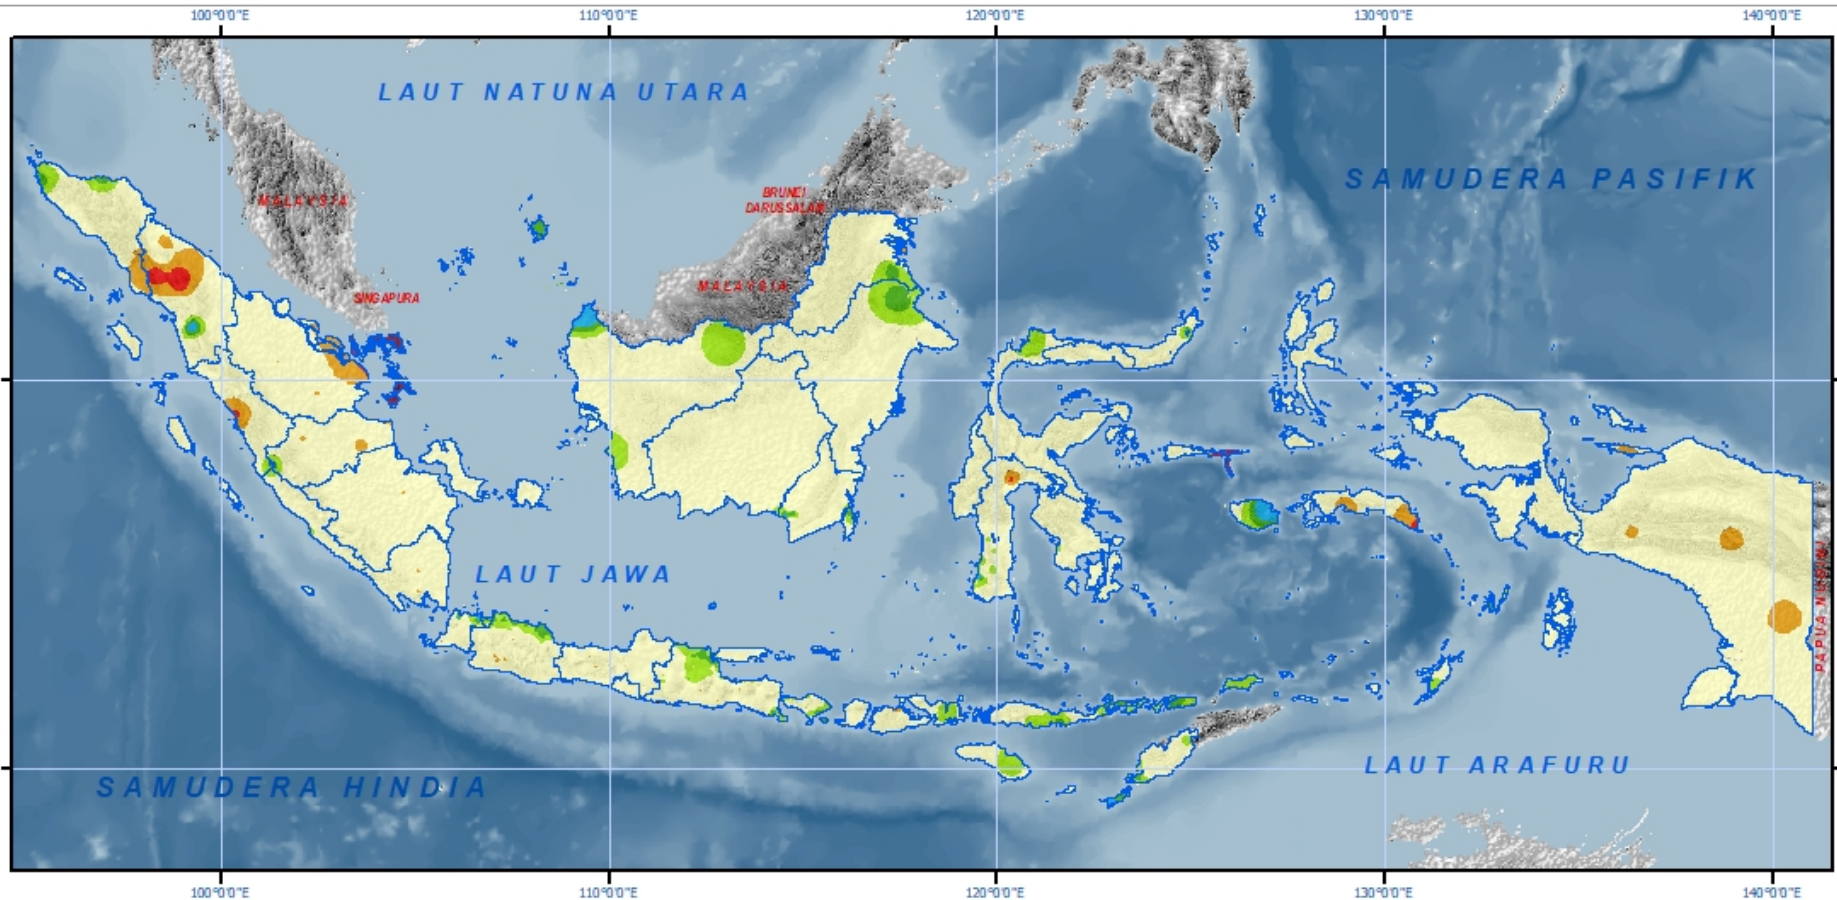 100°0'0"E 110°0'0"E 120°0'0"E 130°0'0"E 140°0'0"E
LAUT NATUNA UTARA
SAMUDERA PASIFIK
BRUNEI
DARUSSALAM
MALAYSIA
MALAYSIA
SINGAPURA
LAUT JAWA
PAPUA NUGINI
LAUT ARAFURU
SAMUDERA HINDIA
100°0'0"E 110°0'0"E 120°0'0"E 130°0'0"E 140°0'0"E